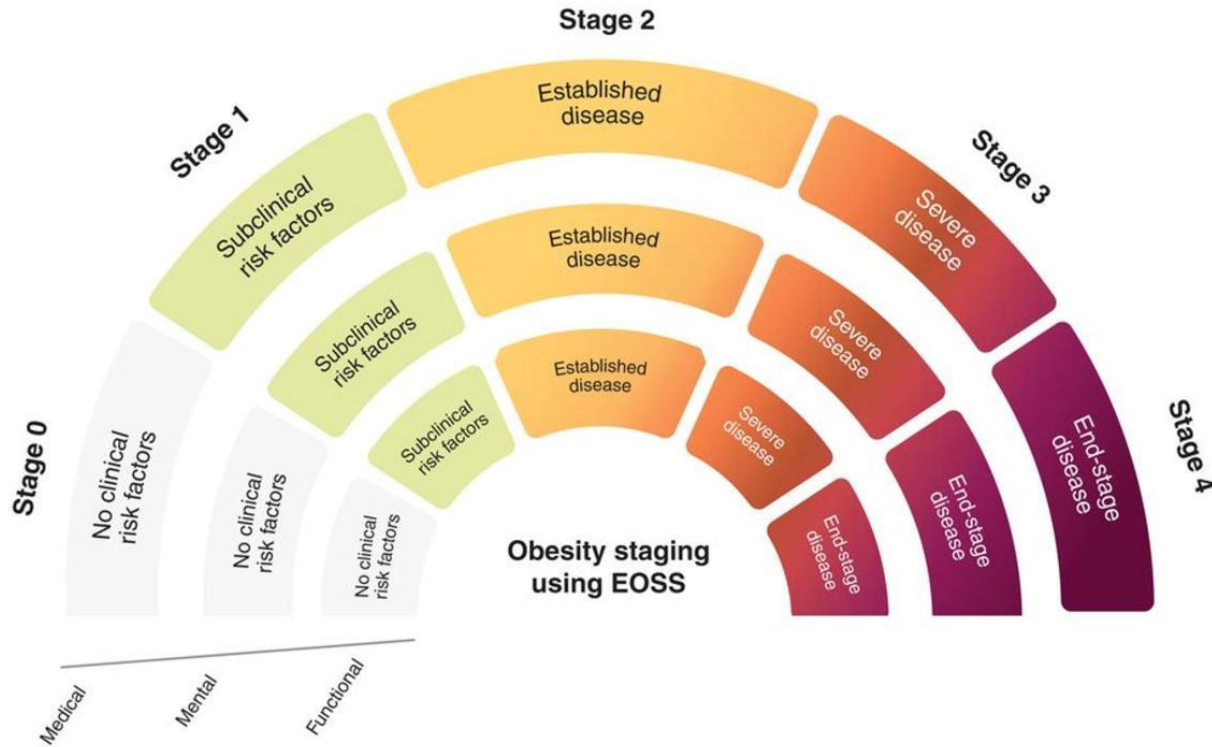 Stage 0
Stage 1
Stage 2
Stage 3
Stage 4
No clinical
risk factors
Subclinical
risk factors
Established
disease
Severe
disease
End-stage
disease
No clinical
risk factors
Subclinical
risk factors
Established
disease
Severe
disease
End-stage
disease
No clinical
risk factors
Subclinical
risk factors
Established
disease
Severe
disease
End-stage
disease
Obesity staging
using EOSS
Medical
Mental
Functional